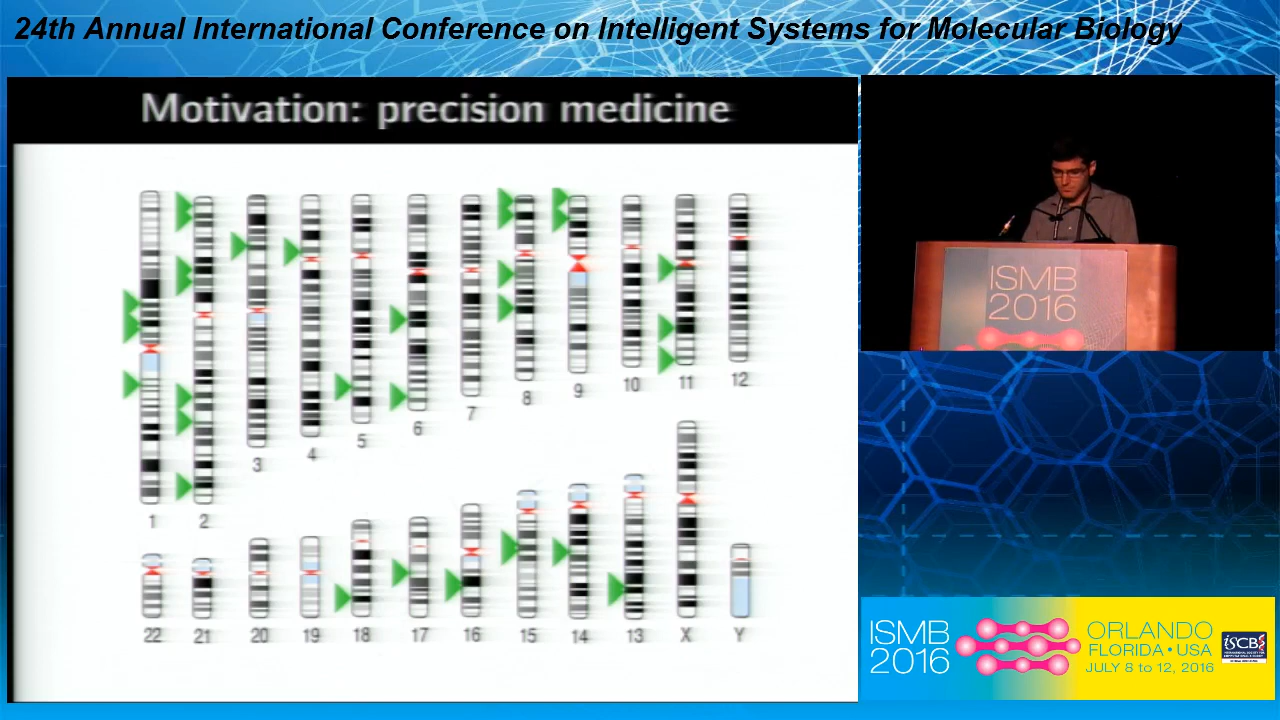 24th Annual International Conference on Intelligent Systems for Molecular Biology
Motivation: precision medicine
1
2
3
4
5
6
7
8
9
10
11
12
22
21
20
19
18
17
16
15
14
13
X
Y
ISMB
2016
ISMB
2016
ORLANDO
FLORIDA • USA
JULY 8 to 12, 2016
ISCB